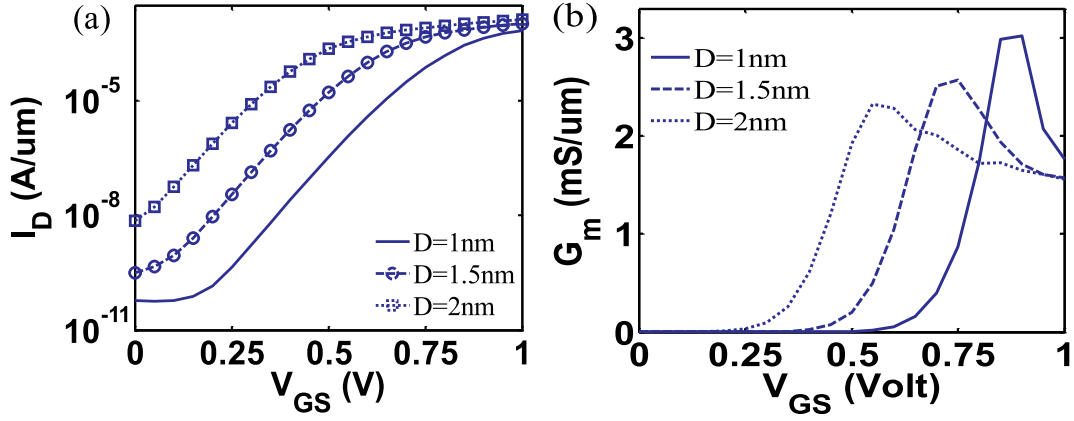 (a)
I_D (A/um)
10^-5
10^-8
10^-11
D=1nm
D=1.5nm
D=2nm
0 0.25 0.5 0.75 1
V_GS (V)
(b)
G_m (mS/um)
3
2
1
0
D=1nm
D=1.5nm
D=2nm
0 0.25 0.5 0.75 1
V_GS (Volt)